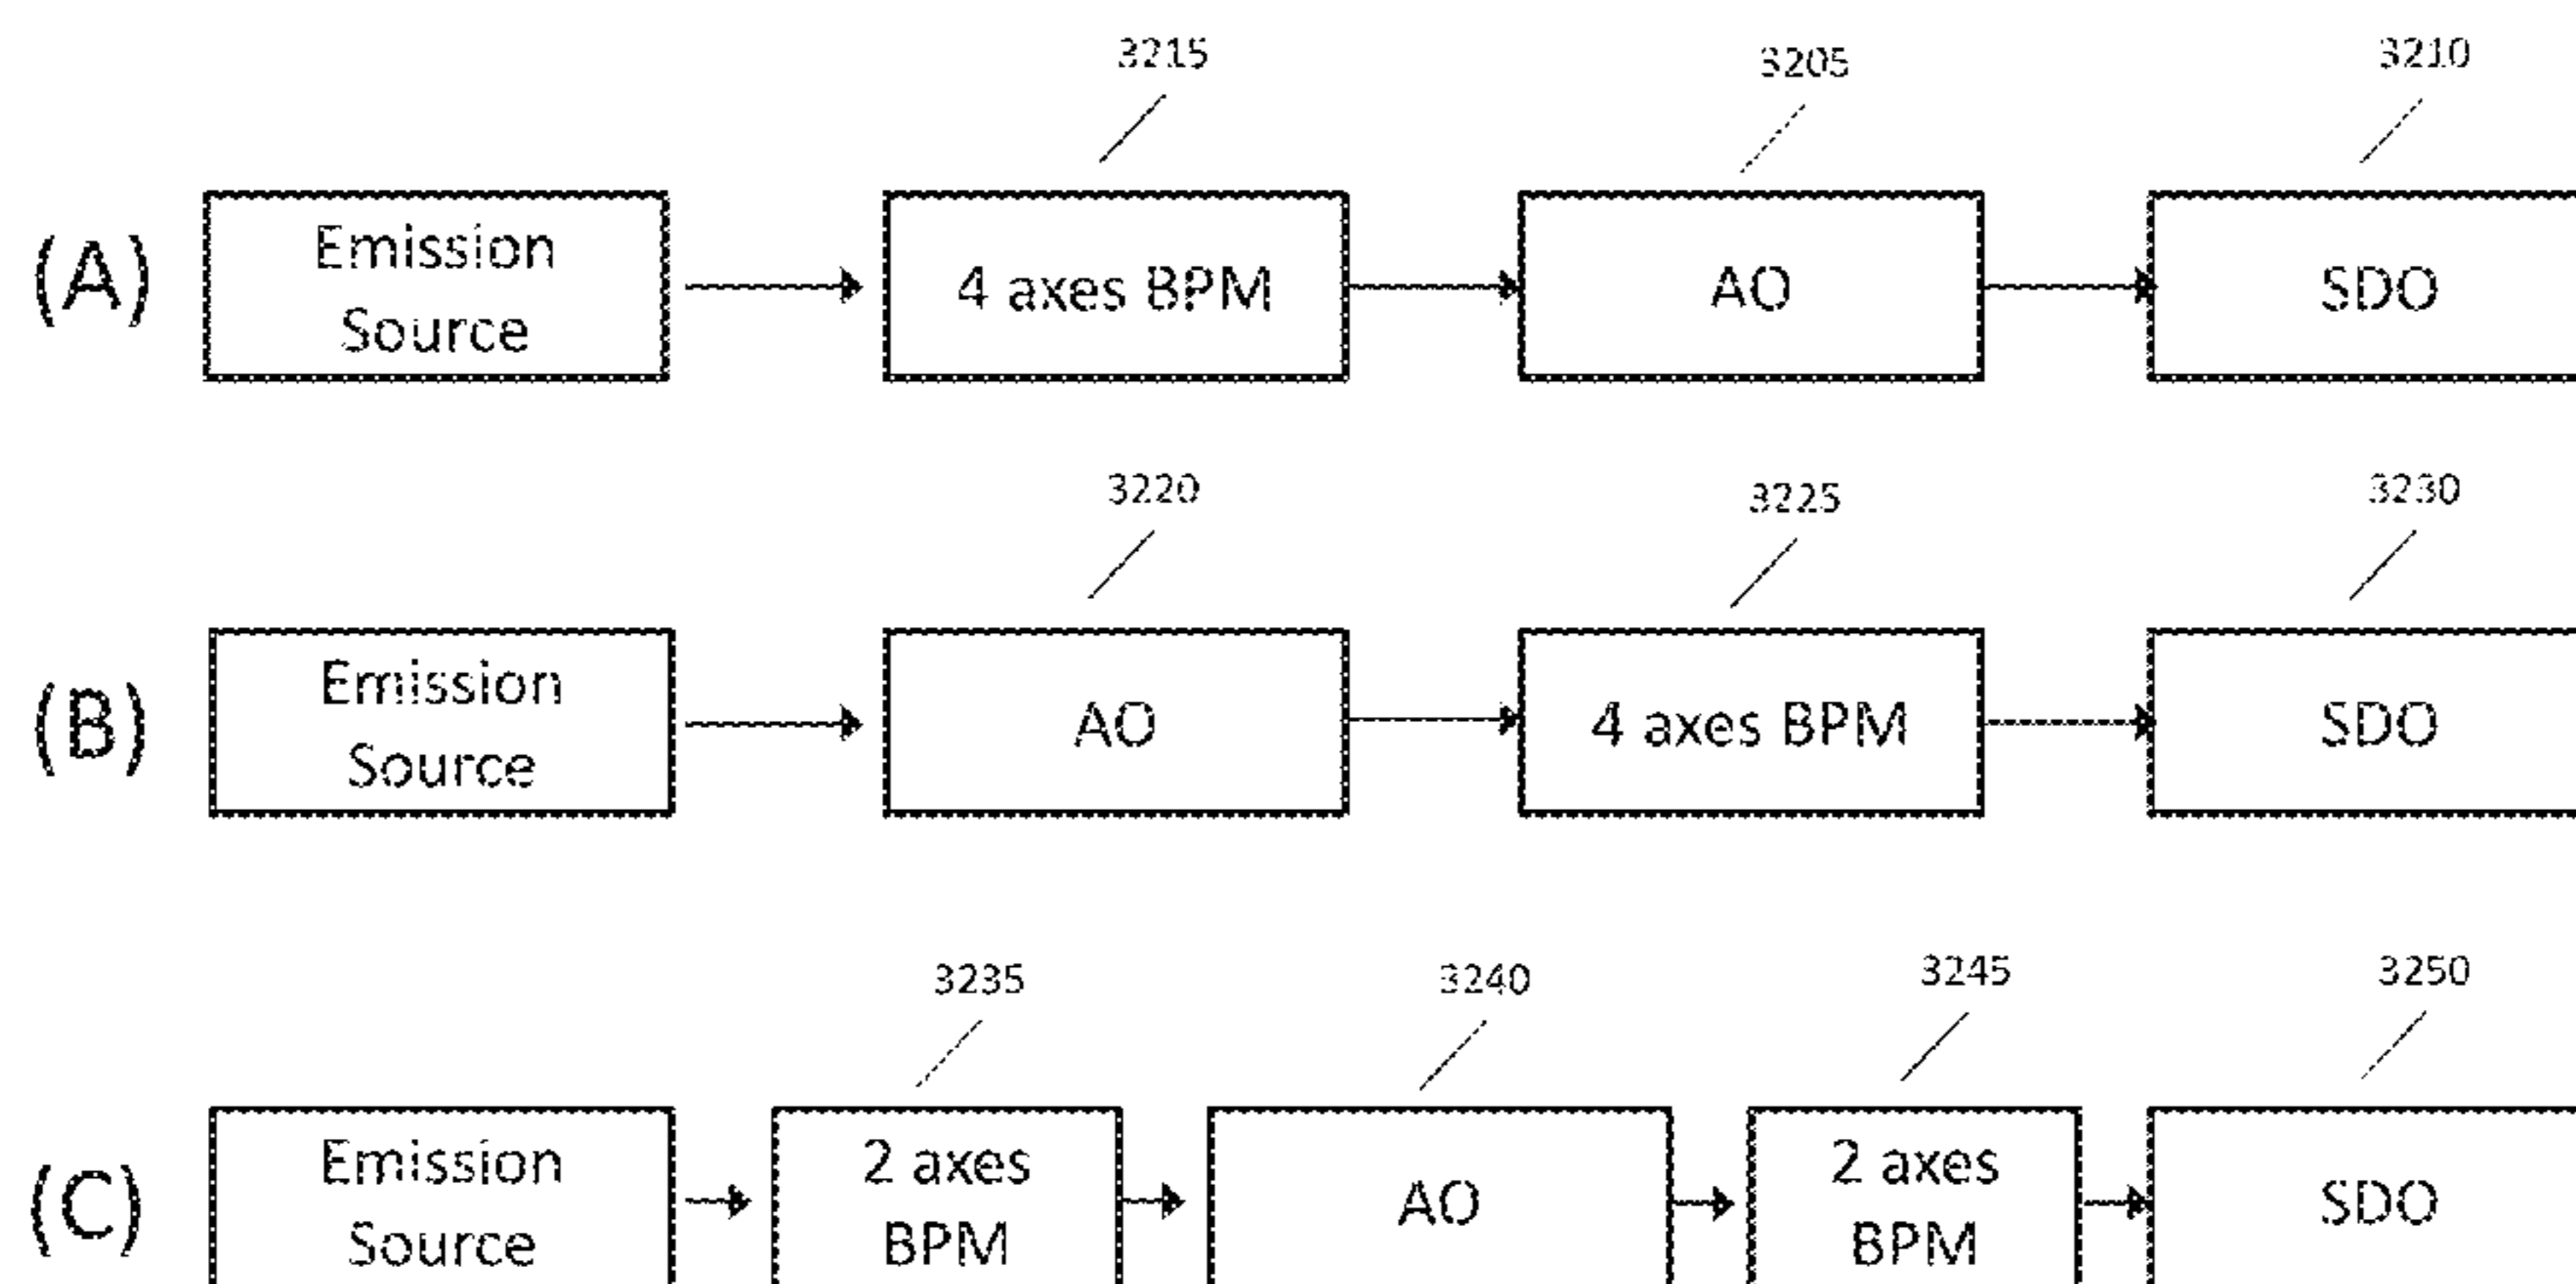 3215 3205 3210
(A) Emission Source 4 axes BPM AO SDO
3220 3225 3230
(B) Emission Source AO 4 axes BPM SDO
3235 3240 3245 3250
(C) Emission Source 2 axes BPM AO 2 axes BPM SDO